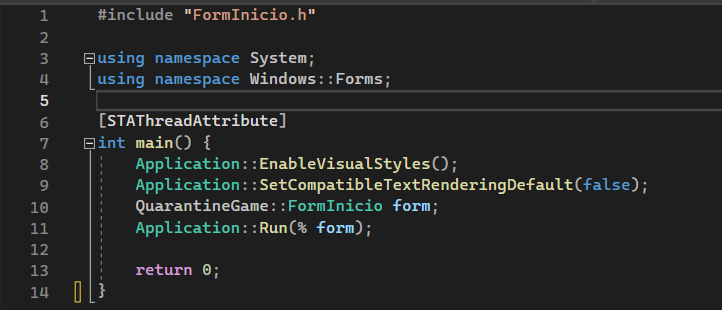 1 #include "FormInicio.h"
2
3 using namespace System;
4 using namespace Windows::Forms;
5
6 [STAThreadAttribute]
7 int main() {
8 Application::EnableVisualStyles();
9 Application::SetCompatibleTextRenderingDefault(false);
10 QuarantineGame::FormInicio form;
11 Application::Run(% form);
12
13 return 0;
14 }